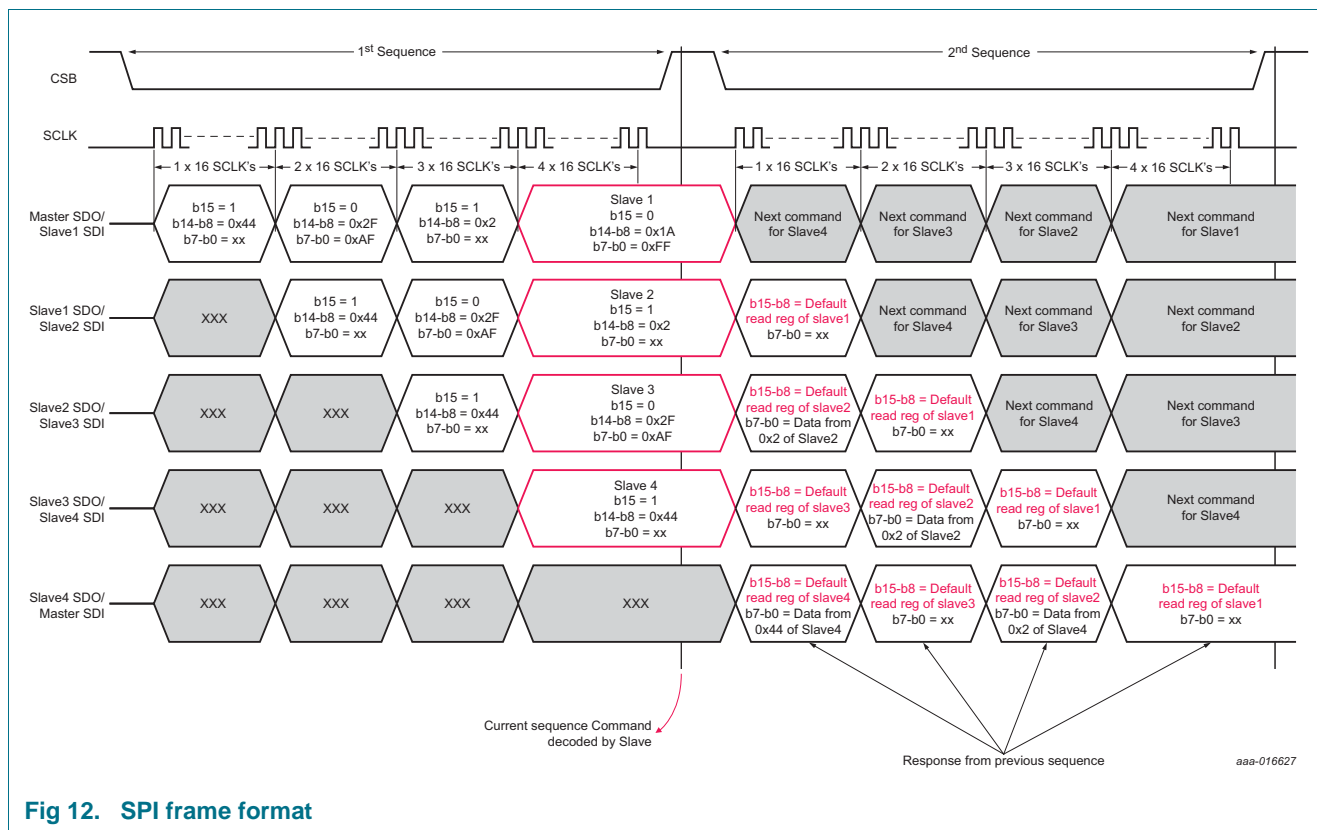 1st Sequence
2nd Sequence
CSB
SCLK
1 x 16 SCLK's
2 x 16 SCLK's
3 x 16 SCLK's
4 x 16 SCLK's
1 x 16 SCLK's
2 x 16 SCLK's
3 x 16 SCLK's
4 x 16 SCLK's
Master SDO/
Slave1 SDI
b15 = 1
b14-b8 = 0x44
b7-b0 = xx
b15 = 0
b14-b8 = 0x2F
b7-b0 = 0xAF
b15 = 1
b14-b8 = 0x2
b7-b0 = xx
Slave 1
b15 = 0
b14-b8 = 0x1A
b7-b0 = 0xFF
Next command
for Slave4
Next command
for Slave3
Next command
for Slave2
Next command
for Slave1
Slave1 SDO/
Slave2 SDI
XXX
b15 = 1
b14-b8 = 0x44
b7-b0 = xx
b15 = 0
b14-b8 = 0x2F
b7-b0 = 0xAF
Slave 2
b15 = 1
b14-b8 = 0x2
b7-b0 = xx
b15-b8 = Default
read reg of slave1
b7-b0 = xx
Next command
for Slave4
Next command
for Slave3
Next command
for Slave2
Slave2 SDO/
Slave3 SDI
XXX
XXX
b15 = 1
b14-b8 = 0x44
b7-b0 = xx
Slave 3
b15 = 0
b14-b8 = 0x2F
b7-b0 = 0xAF
b15-b8 = Default
read reg of slave2
b7-b0 = Data from
0x2 of Slave2
b15-b8 = Default
read reg of slave1
b7-b0 = xx
Next command
for Slave4
Next command
for Slave3
Slave3 SDO/
Slave4 SDI
XXX
XXX
XXX
Slave 4
b15 = 1
b14-b8 = 0x44
b7-b0 = xx
b15-b8 = Default
read reg of slave3
b7-b0 = xx
b15-b8 = Default
read reg of slave2
b7-b0 = Data from
0x2 of Slave2
b15-b8 = Default
read reg of slave1
b7-b0 = xx
Next command
for Slave4
Slave4 SDO/
Master SDI
XXX
XXX
XXX
XXX
b15-b8 = Default
read reg of slave4
b7-b0 = Data from
0x44 of Slave4
b15-b8 = Default
read reg of slave3
b7-b0 = xx
b15-b8 = Default
read reg of slave2
b7-b0 = Data from
0x2 of Slave4
b15-b8 = Default
read reg of slave1
b7-b0 = xx
Current sequence Command
decoded by Slave
Response from previous sequence
aaa-016627
Fig 12. SPI frame format